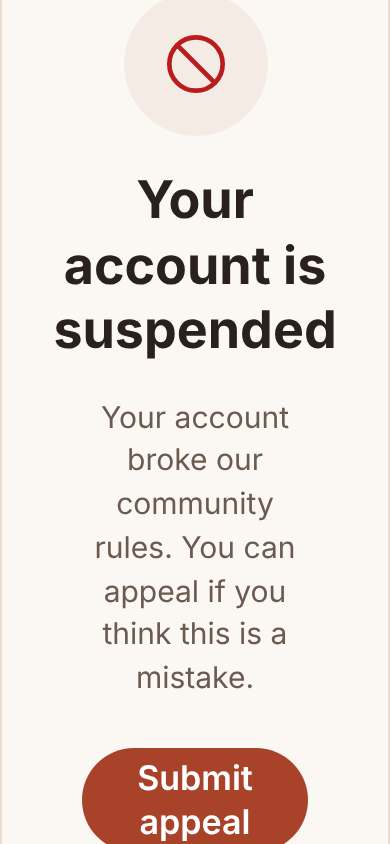 Your
account is
suspended
Your account
broke our
community
rules. You can
appeal if you
think this is a
mistake.
Submit
appeal